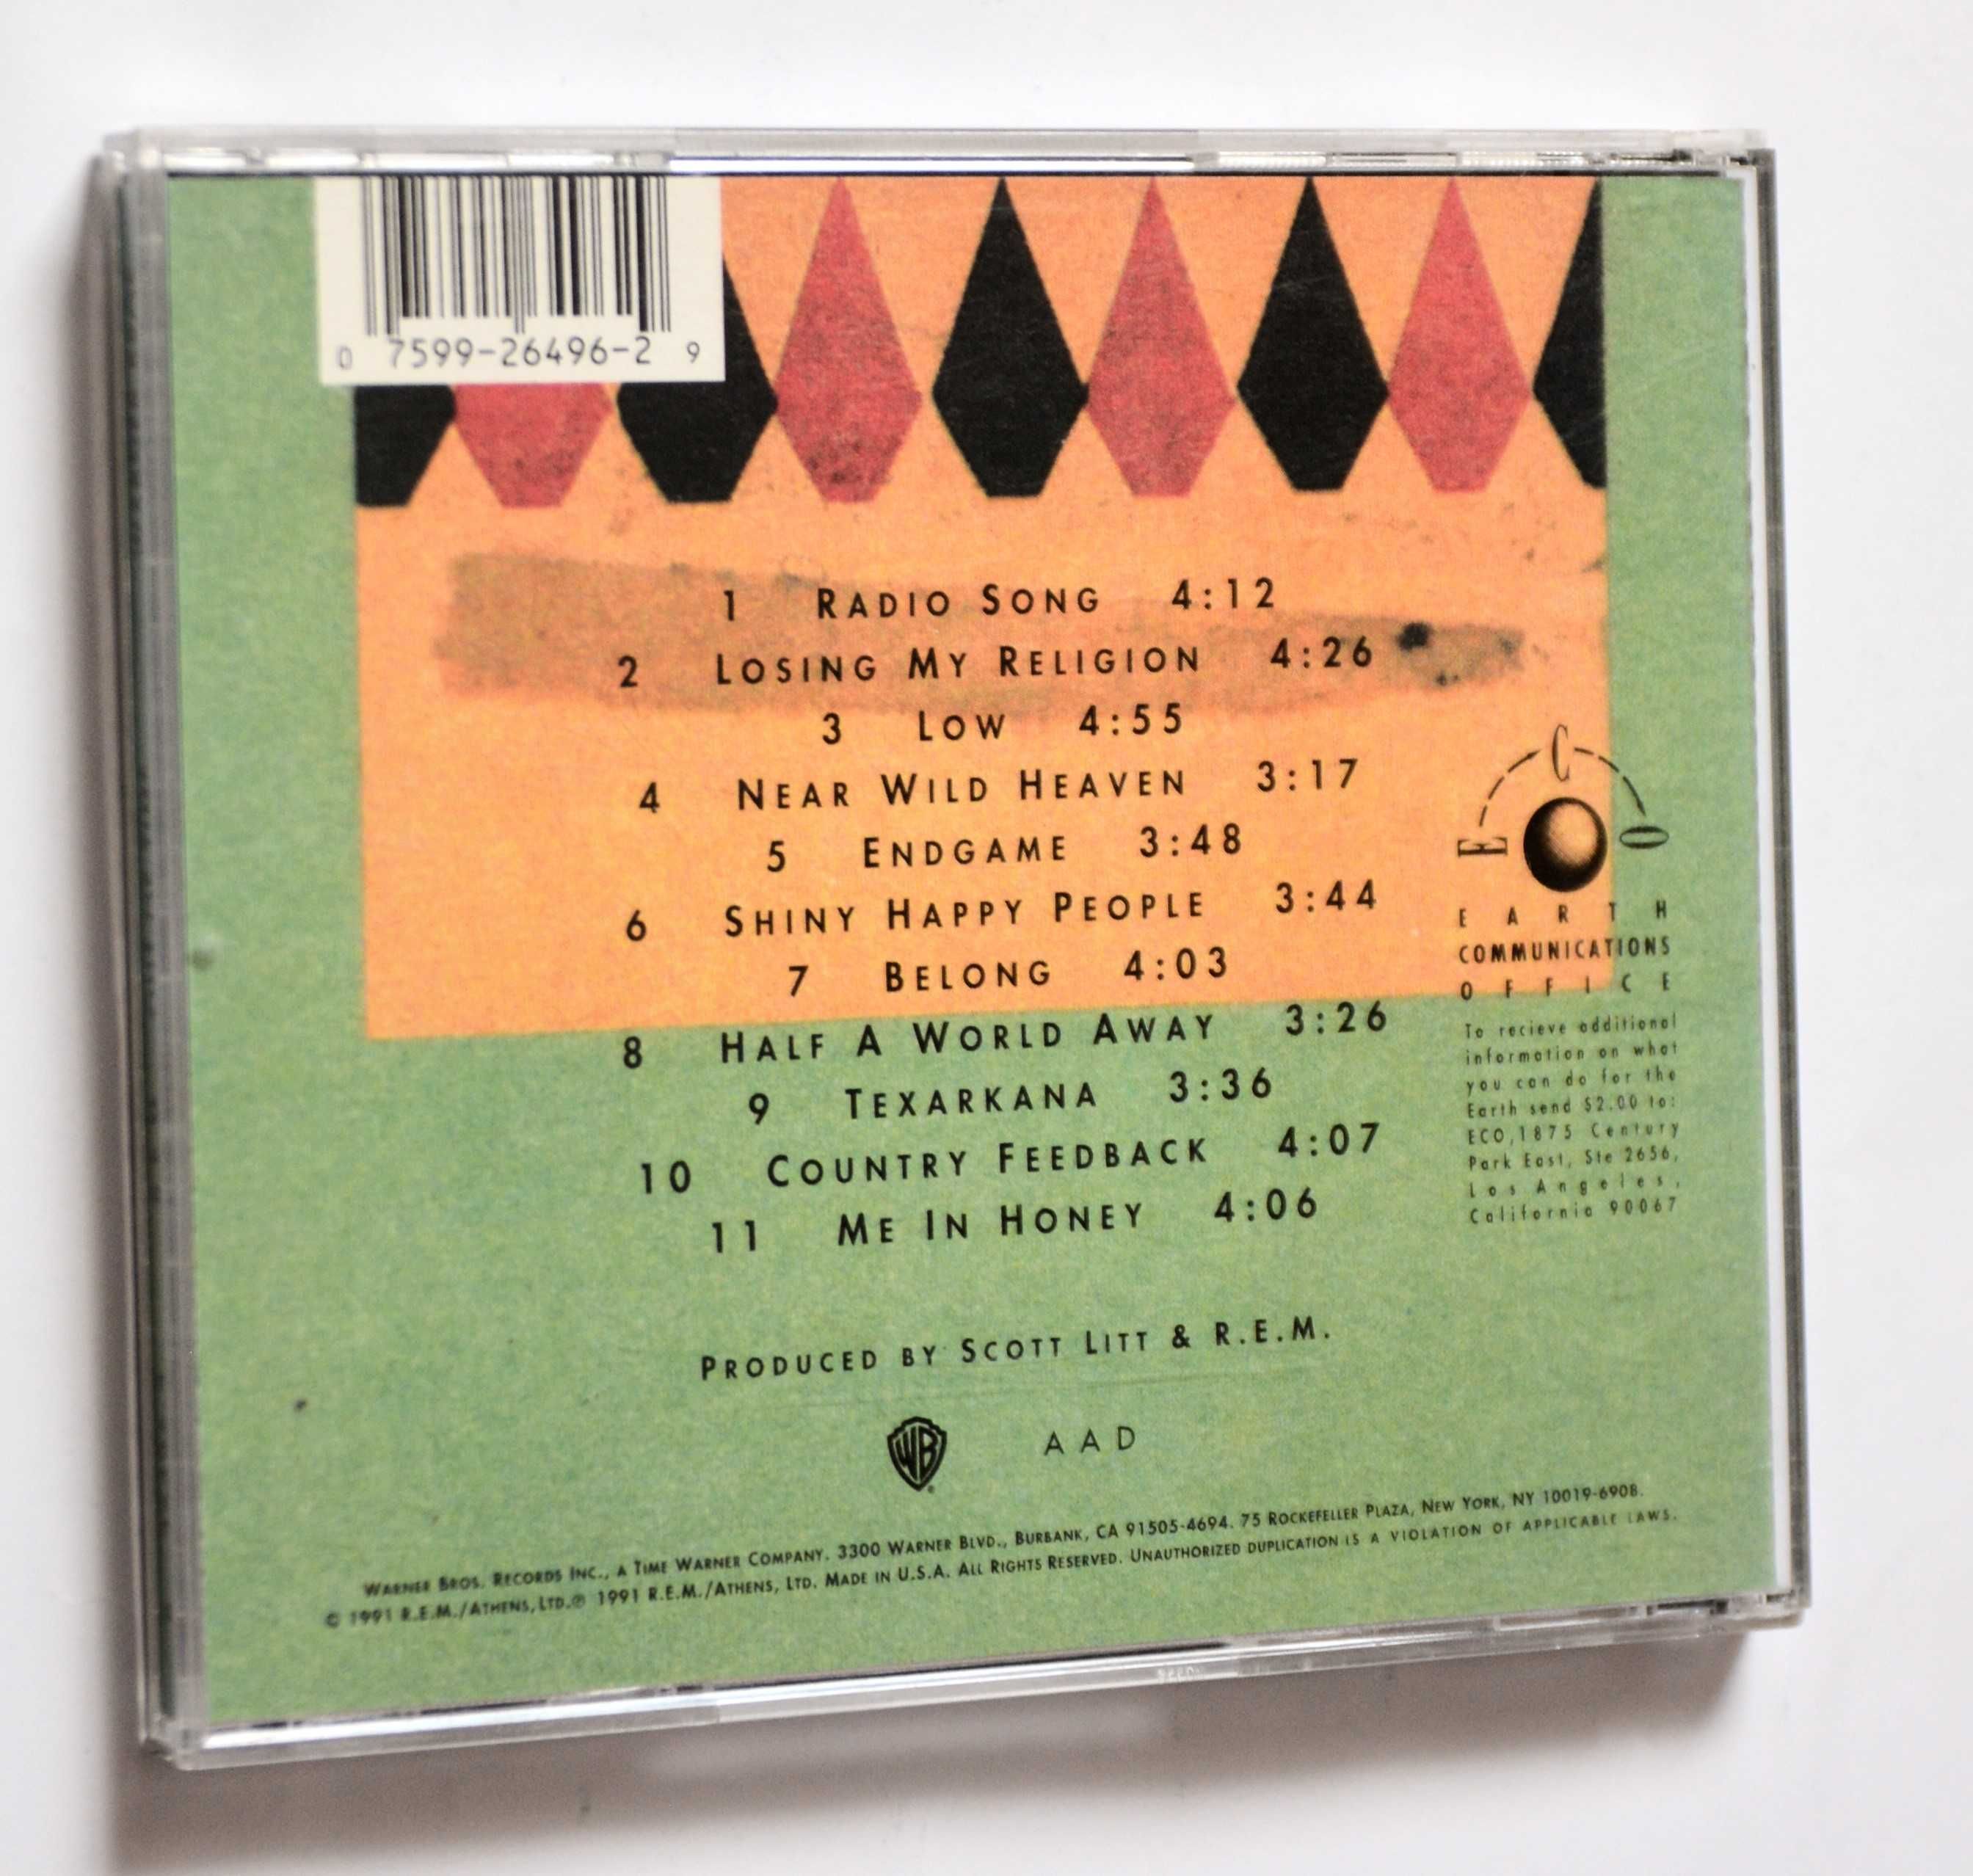 0 7599-26496-2 9
1 RADIO SONG 4:12
2 LOSING MY RELIGION 4:26
3 LOW 4:55
4 NEAR WILD HEAVEN 3:17
5 ENDGAME 3:48
6 SHINY HAPPY PEOPLE 3:44
7 BELONG 4:03
8 HALF A WORLD AWAY 3:26
9 TEXARKANA 3:36
10 COUNTRY FEEDBACK 4:07
11 ME IN HONEY 4:06
E C O
EARTH
COMMUNICATIONS
OFFICE
To recieve additional
information on what
you can do for the
Earth send $2.00 to:
ECO,1875 Century
Park East, Ste 2656,
Los Angeles,
California 90067
PRODUCED BY SCOTT LITT & R.E.M.
WB AAD
WARNER BROS. RECORDS INC., A TIME WARNER COMPANY. 3300 WARNER BLVD., BURBANK, CA 91505-4694. 75 ROCKEFELLER PLAZA, NEW YORK, NY 10019-6908.
© 1991 R.E.M./ATHENS, LTD.℗ 1991 R.E.M./ATHENS, LTD. MADE IN U.S.A. ALL RIGHTS RESERVED. UNAUTHORIZED DUPLICATION IS A VIOLATION OF APPLICABLE LAWS.